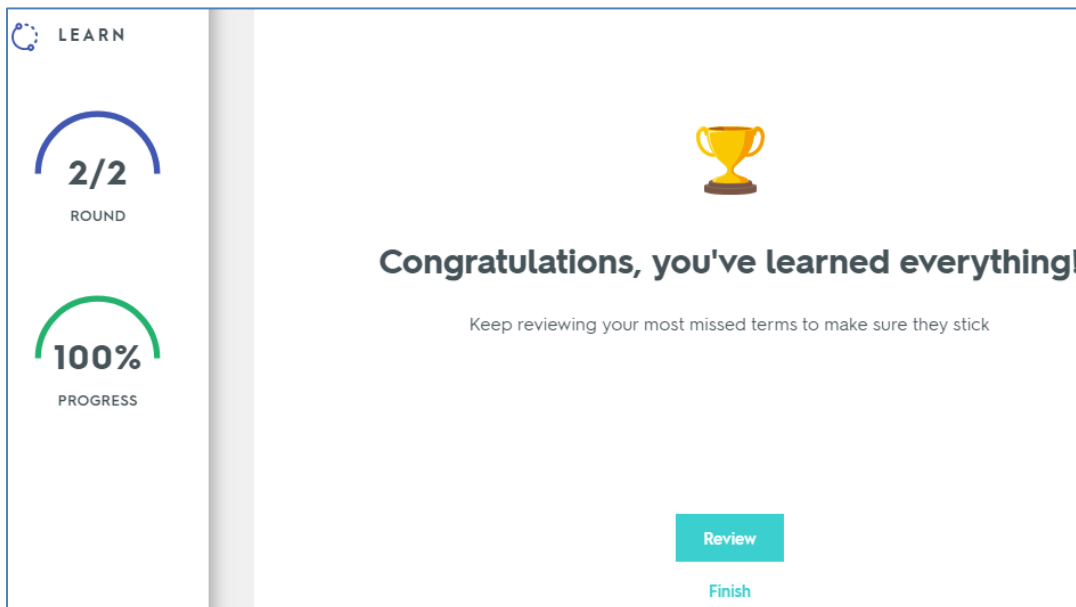 LEARN
2/2
ROUND
100%
PROGRESS
Congratulations, you've learned everything!
Keep reviewing your most missed terms to make sure they stick
Review
Finish